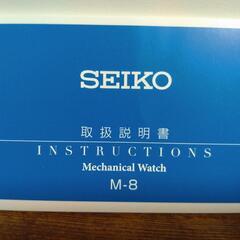 SEIKO
取扱説明書
INSTRUCTIONS
Mechanical Watch
M-8